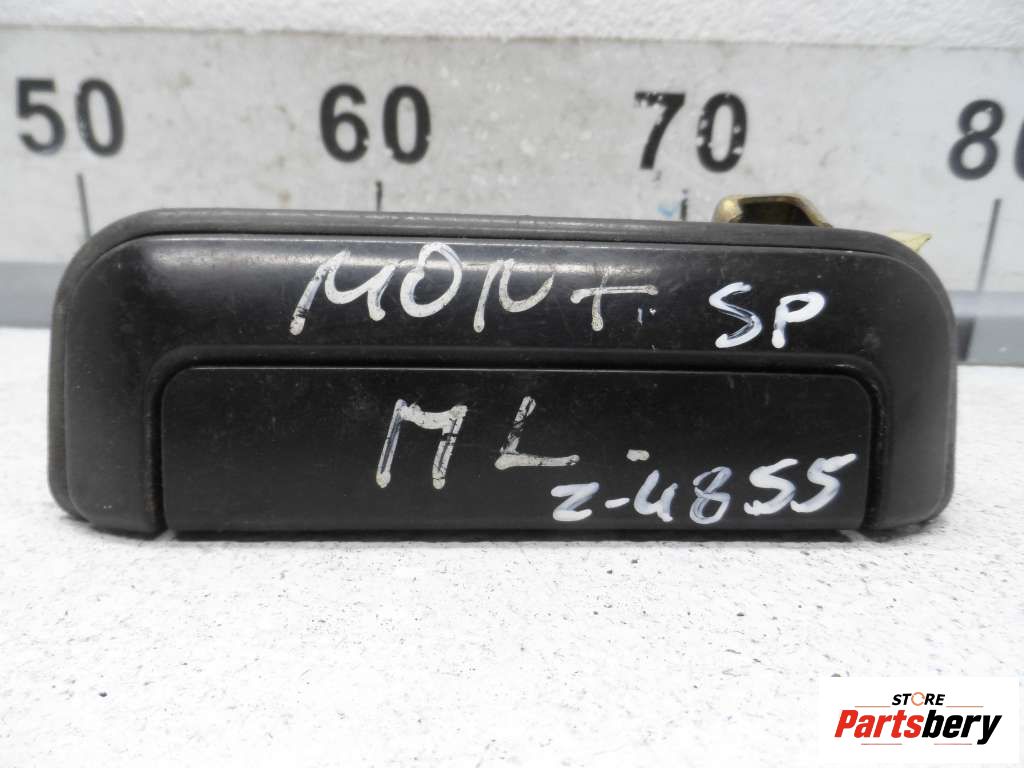 50 60 70 80
MONT. SP
ML -
z-4855
STORE
Partsbery